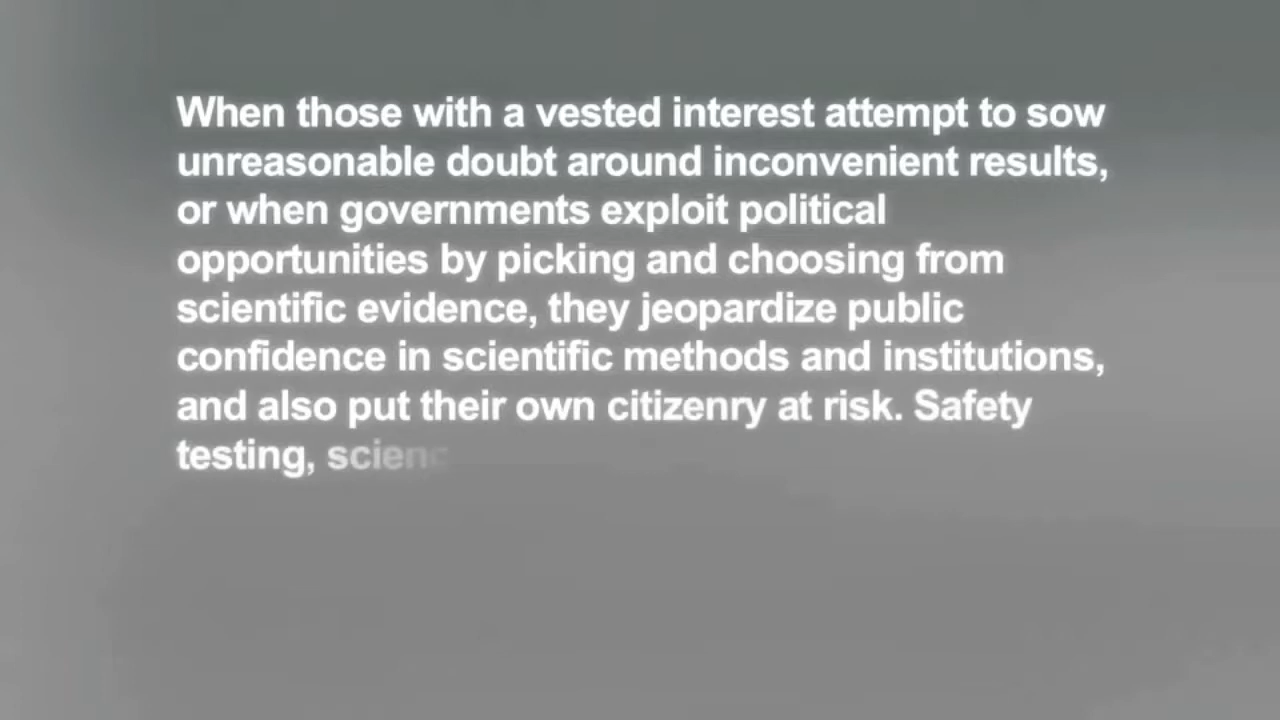 When those with a vested interest attempt to sow
unreasonable doubt around inconvenient results,
or when governments exploit political
opportunities by picking and choosing from
scientific evidence, they jeopardize public
confidence in scientific methods and institutions,
and also put their own citizenry at risk. Safety
testing, scienc